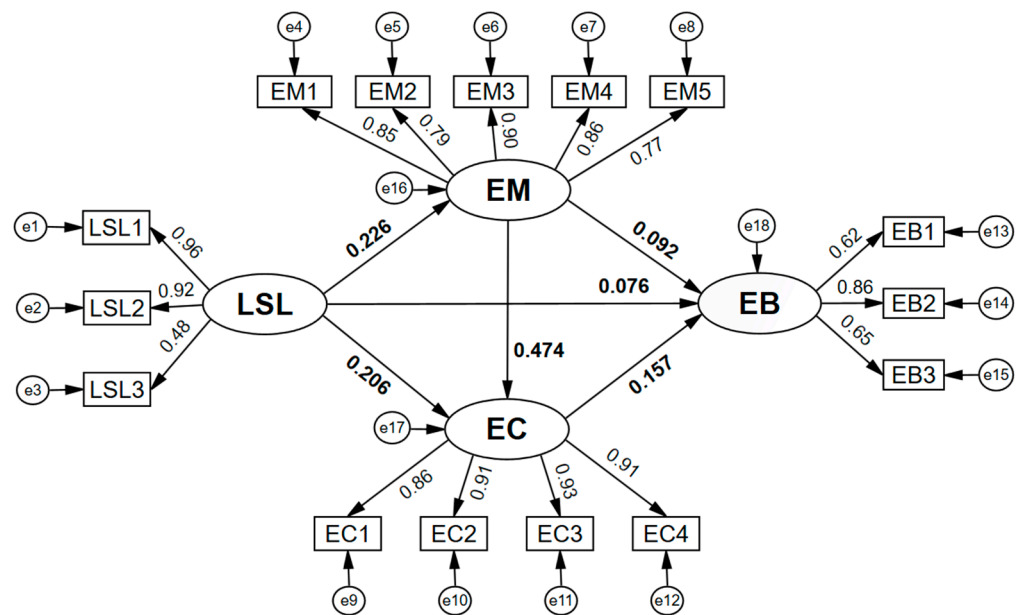 e4 e5 e6 e7 e8
EM1 EM2 EM3 EM4 EM5
0.85 0.79 0.90 0.86 0.77
e16 EM
e1 LSL1 0.96
0.226 0.092 e18
0.62 EB1 e13
e2 LSL2 0.92 LSL 0.076 EB 0.86 EB2 e14
0.48 0.65
e3 LSL3 0.206 0.474 0.157 EB3 e15
e17 EC
0.86 0.91 0.93 0.91
EC1 EC2 EC3 EC4
e9 e10 e11 e12